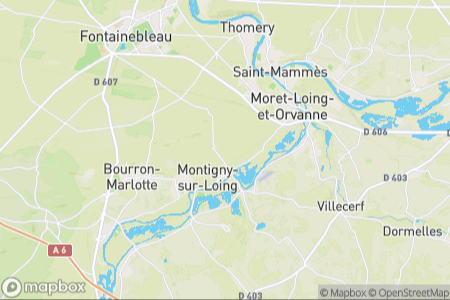 Thomery
Fontainebleau
Saint-Mammès
D 607
Moret-Loing-
et-Orvanne
D 606
Bourron-
Marlotte
Montigny-
sur-Loing
D 403
Villecerf
Dormelles
A 6
D 403
mapbox
© Mapbox © OpenStreetMap